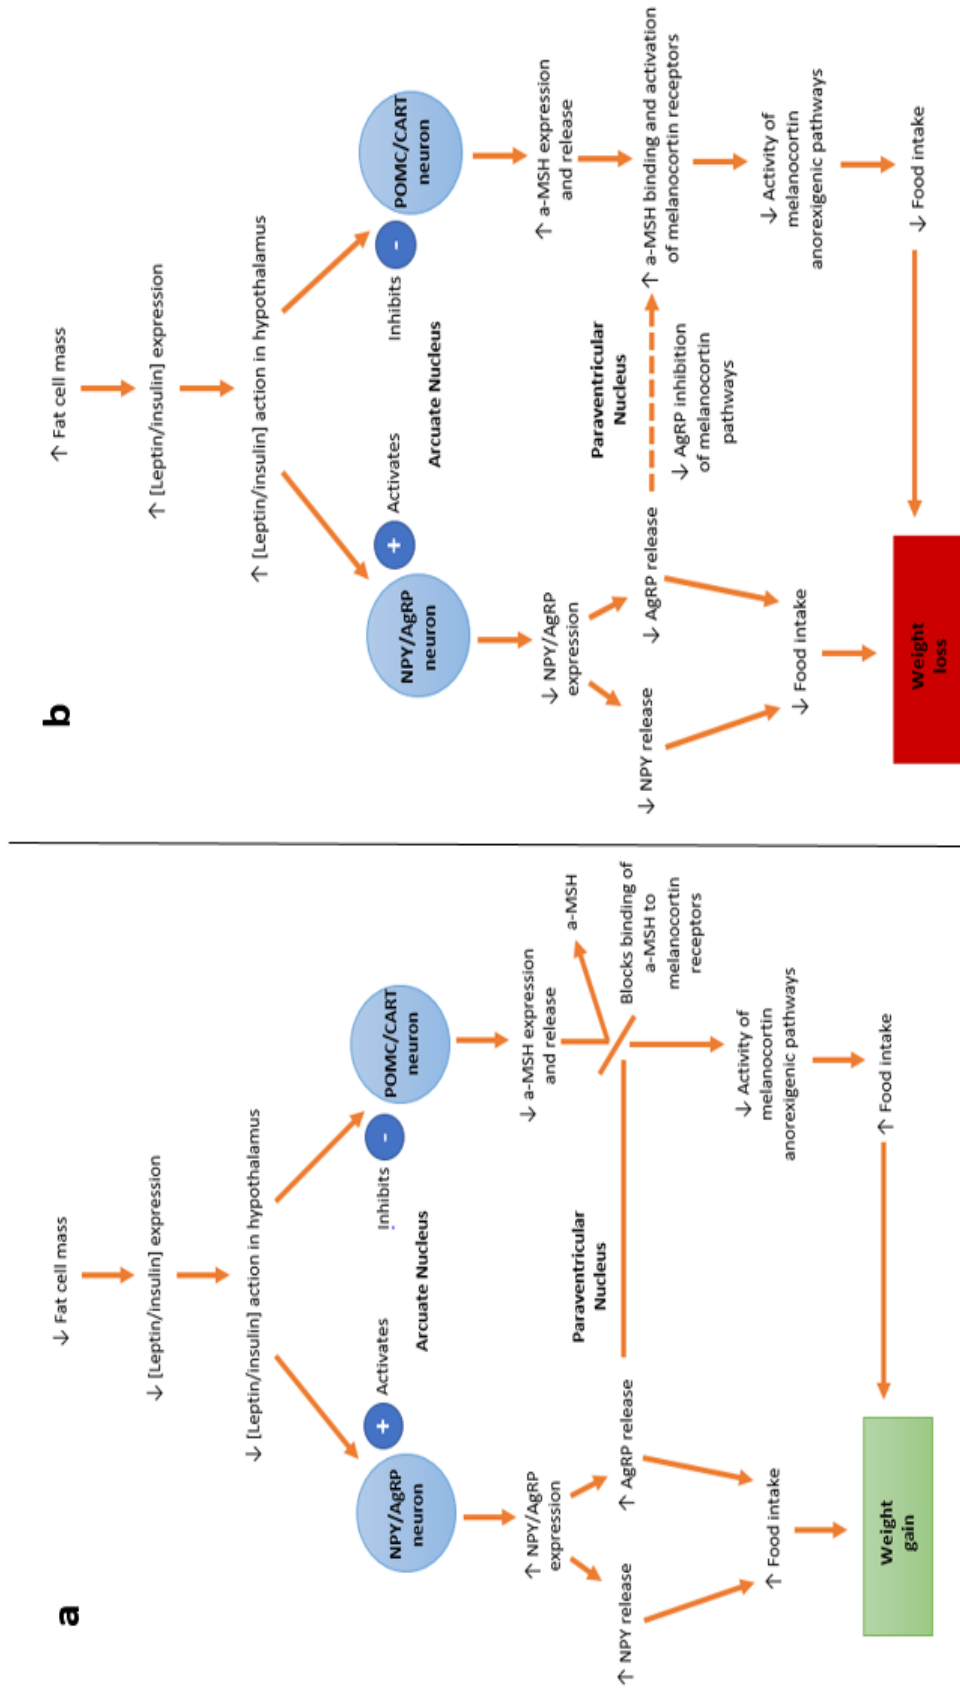 a
↓ Fat cell mass
↓ [Leptin/insulin] expression
↓ [Leptin/insulin] action in hypothalamus
NPY/AgRP
neuron
+
Activates
Inhibits
-
POMC/CART
neuron
Arcuate Nucleus
↑ NPY/AgRP
expression
↓ a-MSH expression
and release
a-MSH
↑ NPY release
↑ AgRP release
Paraventricular
Nucleus
Blocks binding of
a-MSH to
melanocortin
receptors
↓ Activity of
melanocortin
anorexigenic pathways
↑ Food intake
↑ Food intake
Weight
gain
b
↑ Fat cell mass
↑ [Leptin/insulin] expression
↑ [Leptin/insulin] action in hypothalamus
NPY/AgRP
neuron
+
Activates
Inhibits
-
POMC/CART
neuron
Arcuate Nucleus
↓ NPY/AgRP
expression
↑ a-MSH expression
and release
↓ NPY release
↓ AgRP release
Paraventricular
Nucleus
↓ AgRP inhibition
of melanocortin
pathways
↑ a-MSH binding and activation
of melanocortin receptors
↓ Activity of
melanocortin
anorexigenic pathways
↓ Food intake
↓ Food intake
Weight
loss